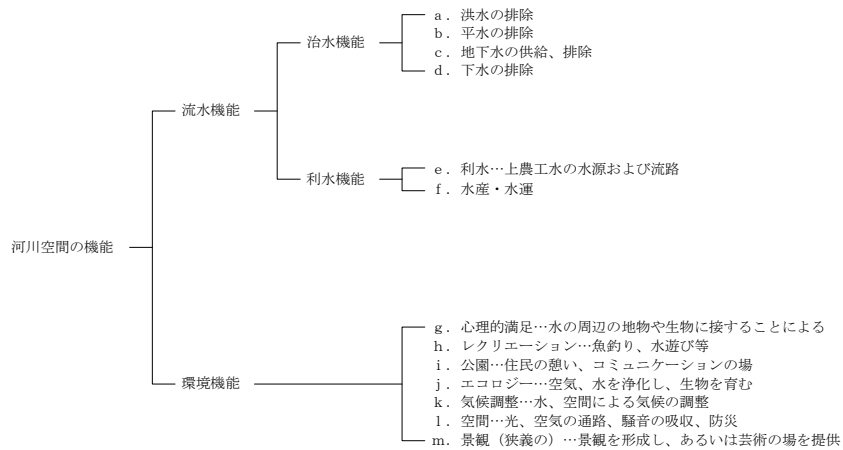 a．洪水の排除
b．平水の排除
治水機能
c．地下水の供給、排除
d．下水の排除
流水機能
e．利水…上農工水の水源および流路
利水機能
f．水産・水運
河川空間の機能
g．心理的満足…水の周辺の地物や生物に接することによる
h．レクリエーション…魚釣り、水遊び等
i．公園…住民の憩い、コミュニケーションの場
環境機能
j．エコロジー…空気、水を浄化し、生物を育む
k．気候調整…水、空間による気候の調整
l．空間…光、空気の通路、騒音の吸収、防災
m．景観（狭義の）…景観を形成し、あるいは芸術の場を提供